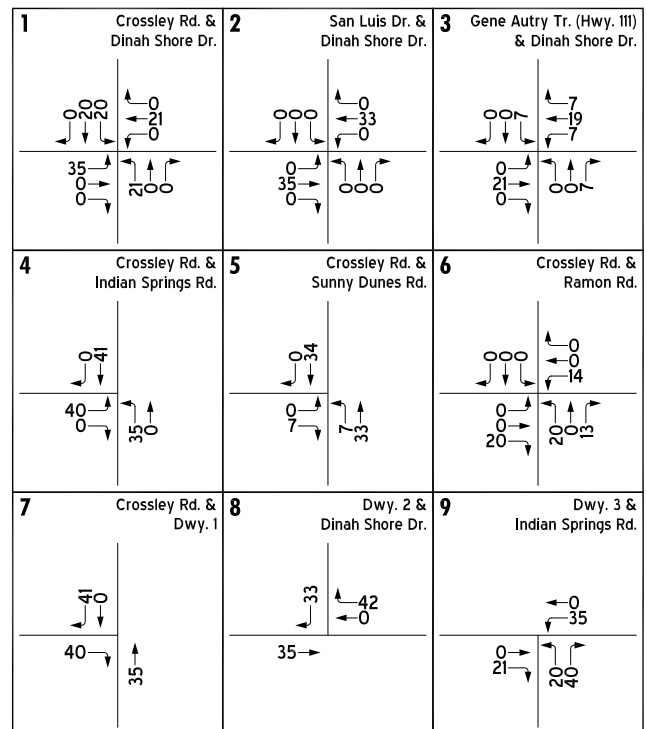 1 Crossley Rd. &
Dinah Shore Dr.
0 20 20
0
21
0
35
0
0
21 0 0
2 San Luis Dr. &
Dinah Shore Dr.
0 0 0
0
33
0
0
35
0
0 0 0
3 Gene Autry Tr. (Hwy. 111)
& Dinah Shore Dr.
0 0 7
7
19
7
0
21
0
0 0 7
4 Crossley Rd. &
Indian Springs Rd.
0 41
40
0
35 0
5 Crossley Rd. &
Sunny Dunes Rd.
0 34
0
7
7 33
6 Crossley Rd. &
Ramon Rd.
0 0 0
0
0
14
0
0
20
20 0 13
7 Crossley Rd. &
Dwy. 1
41 0
40
35
8 Dwy. 2 &
Dinah Shore Dr.
33
42
0
35
9 Dwy. 3 &
Indian Springs Rd.
0
35
0
21
20 40